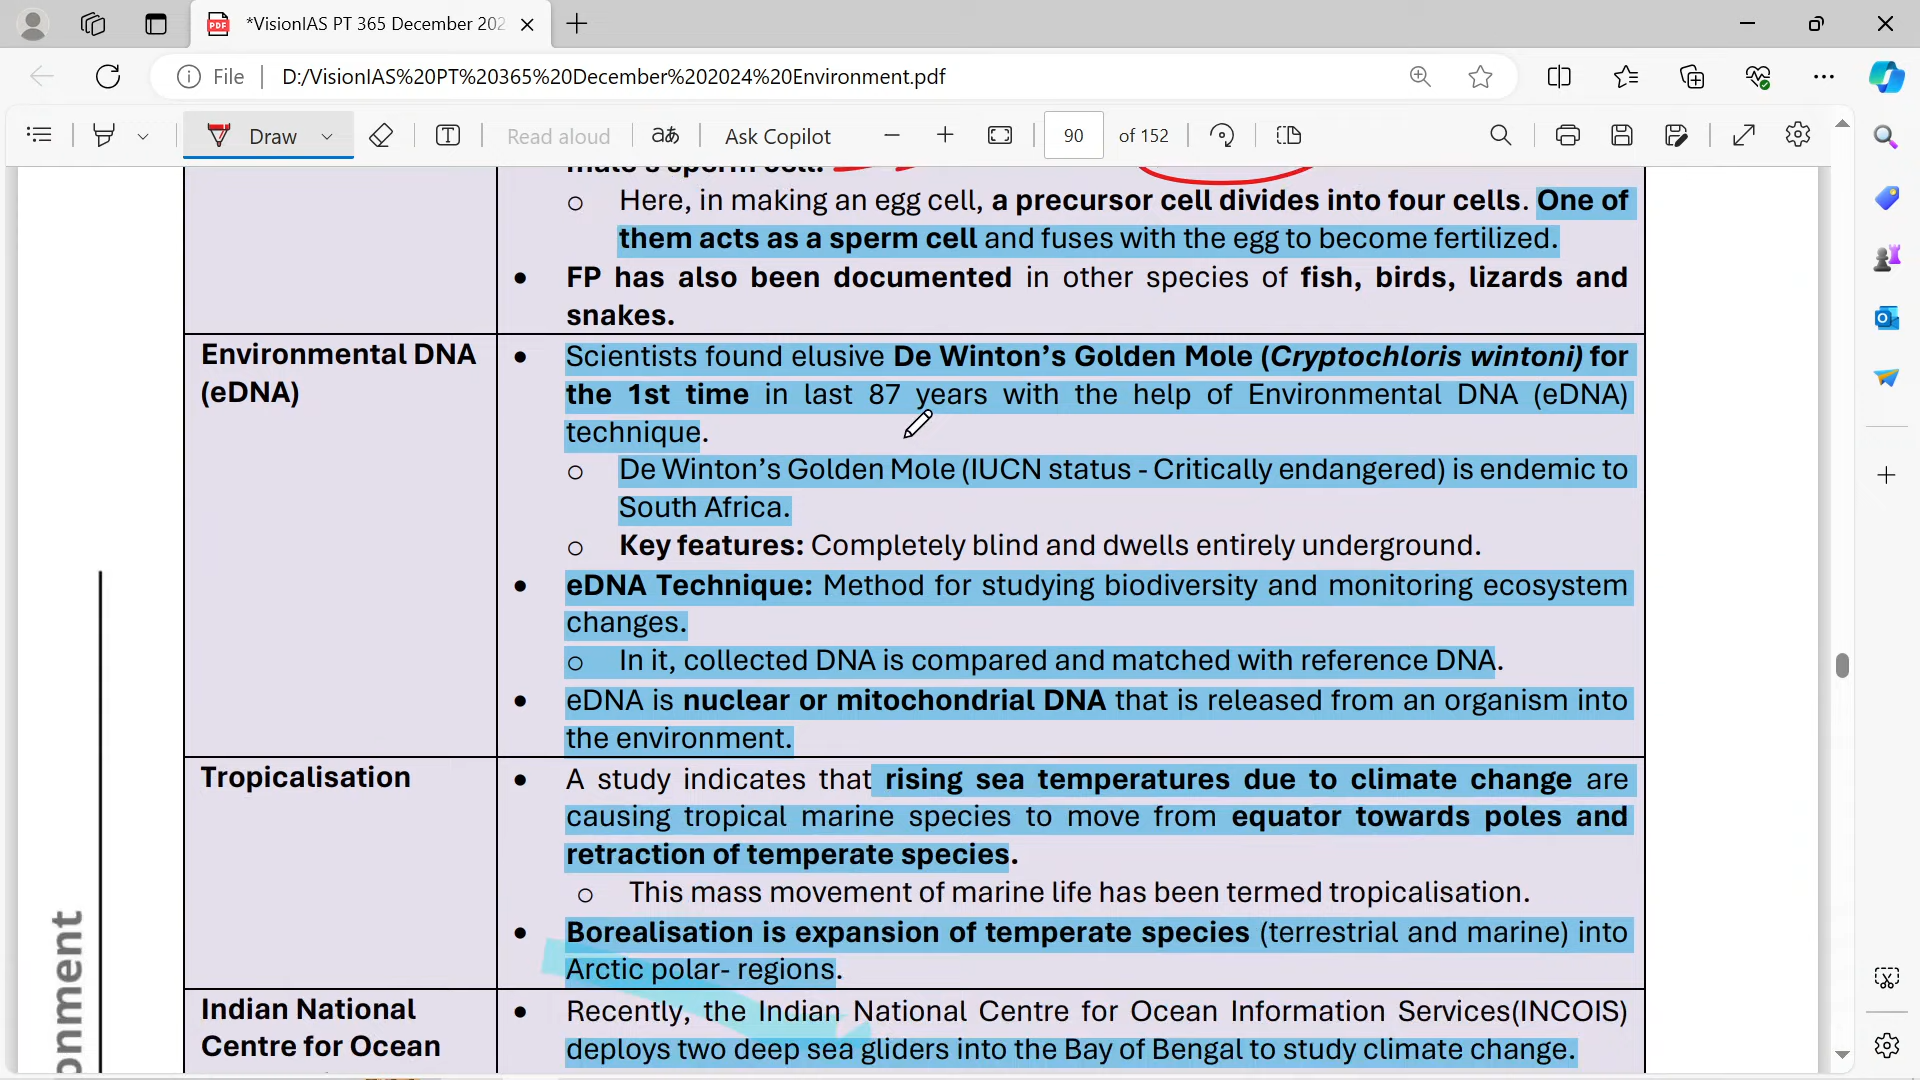 *VisionIAS PT 365 December 202
File
D:/VisionIAS%20PT%20365%20December%202024%20Environment.pdf
Draw
Read aloud
aあ
Ask Copilot
90
of 152
male's sperm cell.
○ Here, in making an egg cell, a precursor cell divides into four cells. One of
them acts as a sperm cell and fuses with the egg to become fertilized.
• FP has also been documented in other species of fish, birds, lizards and
snakes.
Environmental DNA
(eDNA)
• Scientists found elusive De Winton's Golden Mole (Cryptochloris wintoni) for
the 1st time in last 87 years with the help of Environmental DNA (eDNA)
technique.
○ De Winton's Golden Mole (IUCN status - Critically endangered) is endemic to
South Africa.
○ Key features: Completely blind and dwells entirely underground.
• eDNA Technique: Method for studying biodiversity and monitoring ecosystem
changes.
○ In it, collected DNA is compared and matched with reference DNA.
• eDNA is nuclear or mitochondrial DNA that is released from an organism into
the environment.
Tropicalisation
• A study indicates that rising sea temperatures due to climate change are
causing tropical marine species to move from equator towards poles and
retraction of temperate species.
○ This mass movement of marine life has been termed tropicalisation.
• Borealisation is expansion of temperate species (terrestrial and marine) into
Arctic polar- regions.
Indian National
Centre for Ocean
• Recently, the Indian National Centre for Ocean Information Services(INCOIS)
deploys two deep sea gliders into the Bay of Bengal to study climate change.
onment